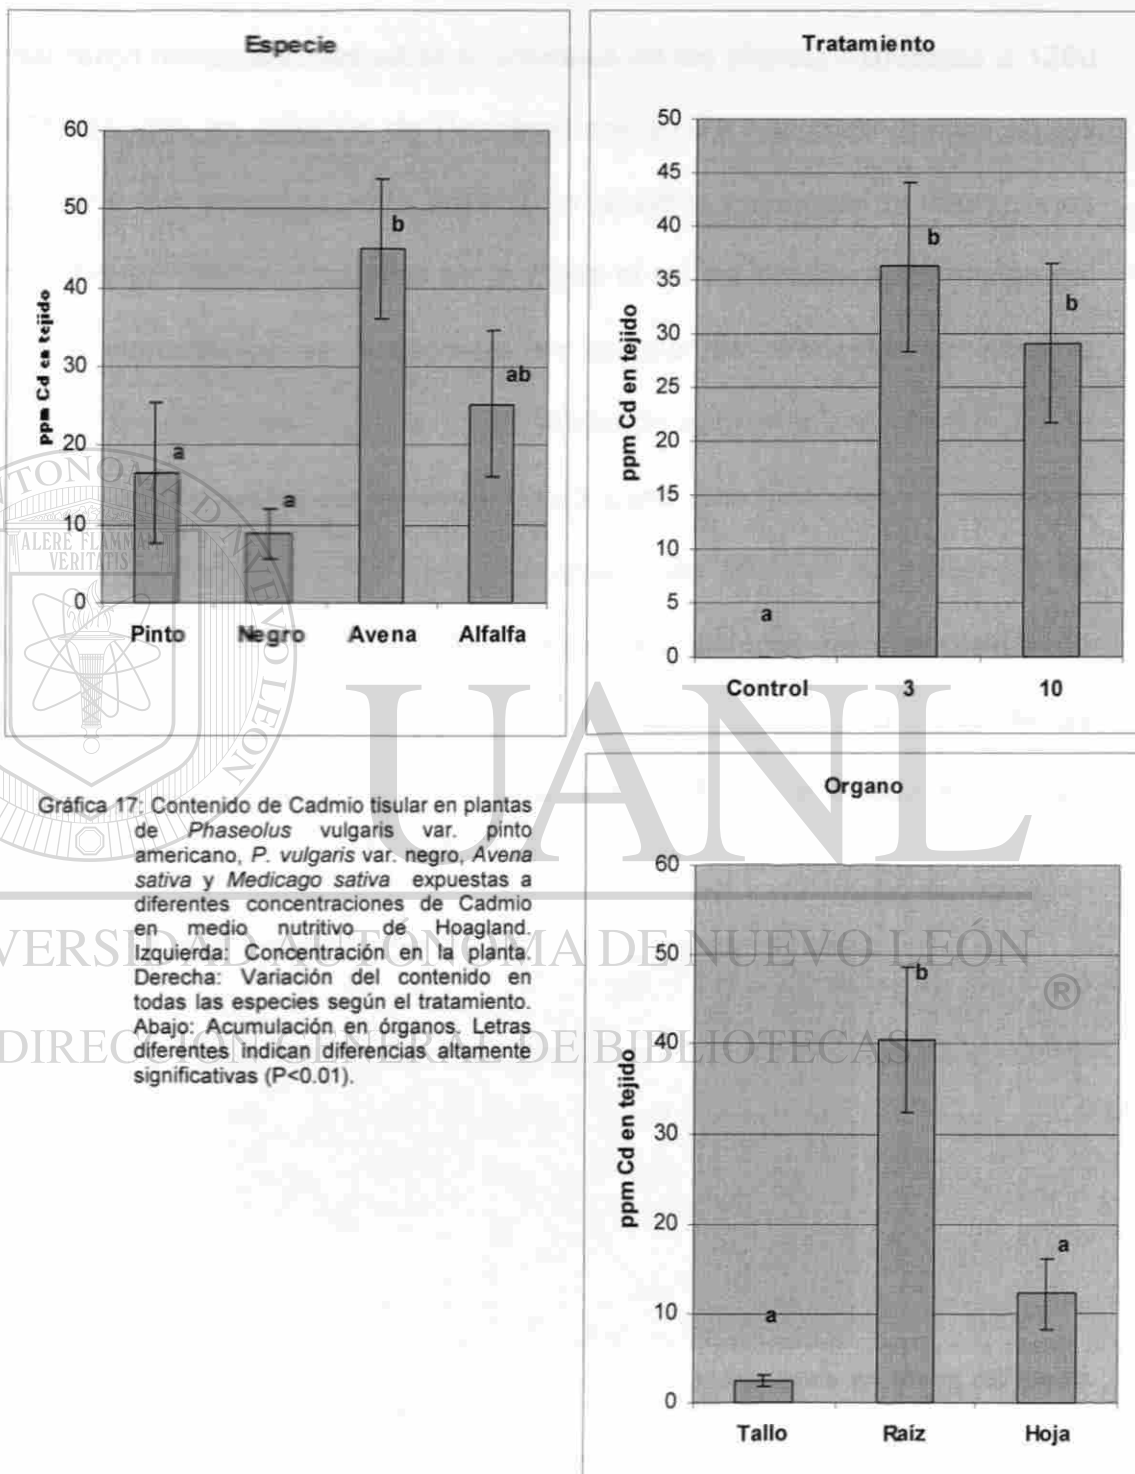 Especie
60
50
40
30
20
10
0
ppm Cd en tejido
a
a
b
ab
Pinto Negro Avena Alfalfa
Tratamiento
50
45
40
35
30
25
20
15
10
5
0
ppm Cd en tejido
a
b
b
Control 3 10
Gráfica 17: Contenido de Cadmio tisular en plantas
de Phaseolus vulgaris var. pinto
americano, P. vulgaris var. negro, Avena
sativa y Medicago sativa expuestas a
diferentes concentraciones de Cadmio
en medio nutritivo de Hoagland.
Izquierda: Concentración en la planta.
Derecha: Variación del contenido en
todas las especies según el tratamiento.
Abajo: Acumulación en órganos. Letras
diferentes indican diferencias altamente
significativas (P<0.01).
Organo
60
50
40
30
20
10
0
ppm Cd en tejido
a
b
a
Tallo Raíz Hoja
UANL
VERSIDAD AUTÓNOMA DE NUEVO LEÓN
®
DIRECCIÓN GENERAL DE BIBLIOTECAS
TONOMA DE NUEVO LEÓN
ALERE FLAMMAM
VERITATIS